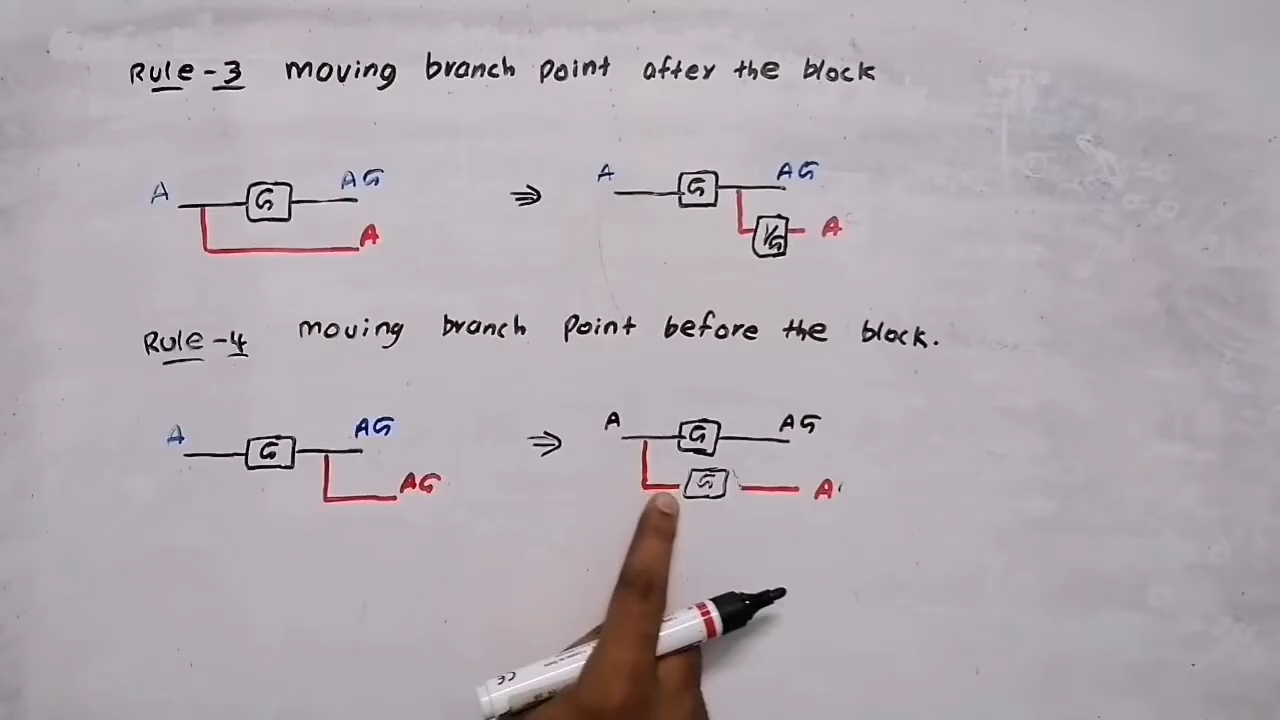 Rule-3 moving branch point after the block
A G AG ⇒ A G AG
A 1/G A
Rule-4 moving branch point before the block.
A G AG ⇒ A G AG
AG G A
CE